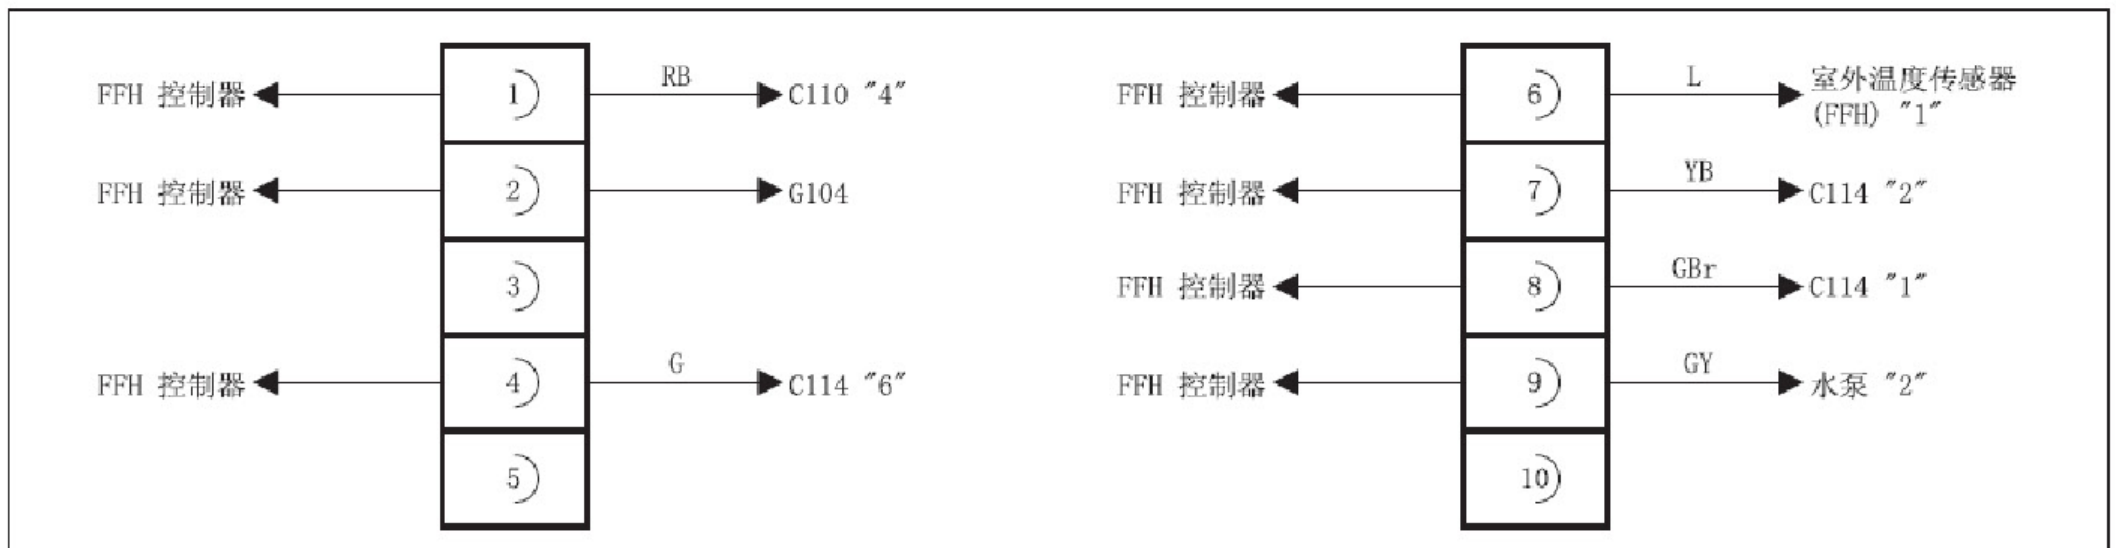 FFH 控制器 1 RB C110 "4"
FFH 控制器 2 G104
3
FFH 控制器 4 G C114 "6"
5
FFH 控制器 6 L 室外温度传感器
(FFH) "1"
FFH 控制器 7 YB C114 "2"
FFH 控制器 8 GBr C114 "1"
FFH 控制器 9 GY 水泵 "2"
10